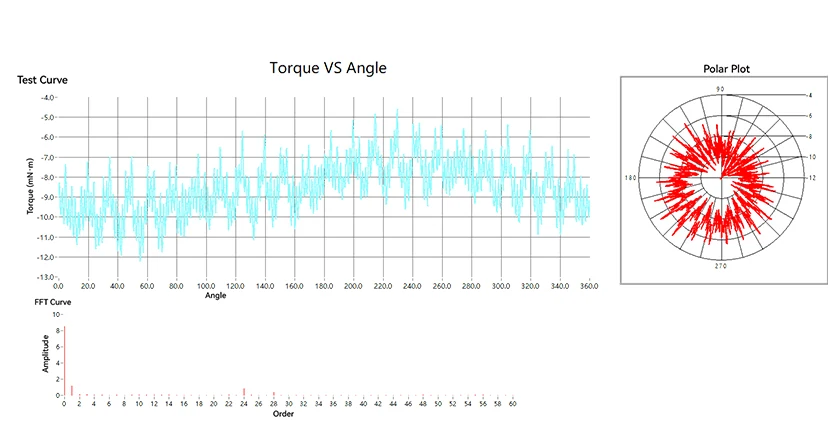 Torque VS Angle
Test Curve
Polar Plot
Torque (mN·m)
-4.0
-5.0
-6.0
-7.0
-8.0
-9.0
-10.0
-11.0
-12.0
-13.0
0.0 20.0 40.0 60.0 80.0 100.0 120.0 140.0 160.0 180.0 200.0 220.0 240.0 260.0 280.0 300.0 320.0 340.0 360.0
Angle
90
-4
-6
-8
-10
180
-12
270
FFT Curve
Amplitude
10
8
6
4
2
0
0 2 4 6 8 10 12 14 16 18 20 22 24 26 28 30 32 34 36 38 40 42 44 46 48 50 52 54 56 58 60
Order